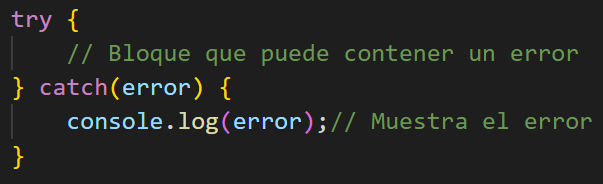 try {
// Bloque que puede contener un error
} catch(error) {
console.log(error);// Muestra el error
}